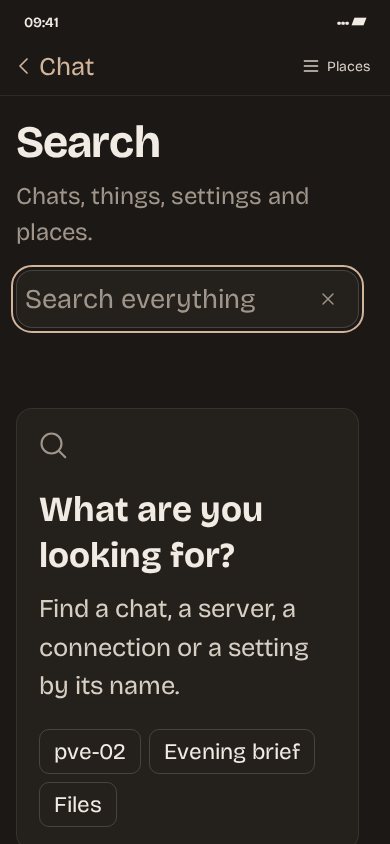 09:41
Chat
Places
Search
Chats, things, settings and
places.
Search everything
What are you
looking for?
Find a chat, a server, a
connection or a setting
by its name.
pve-02
Evening brief
Files